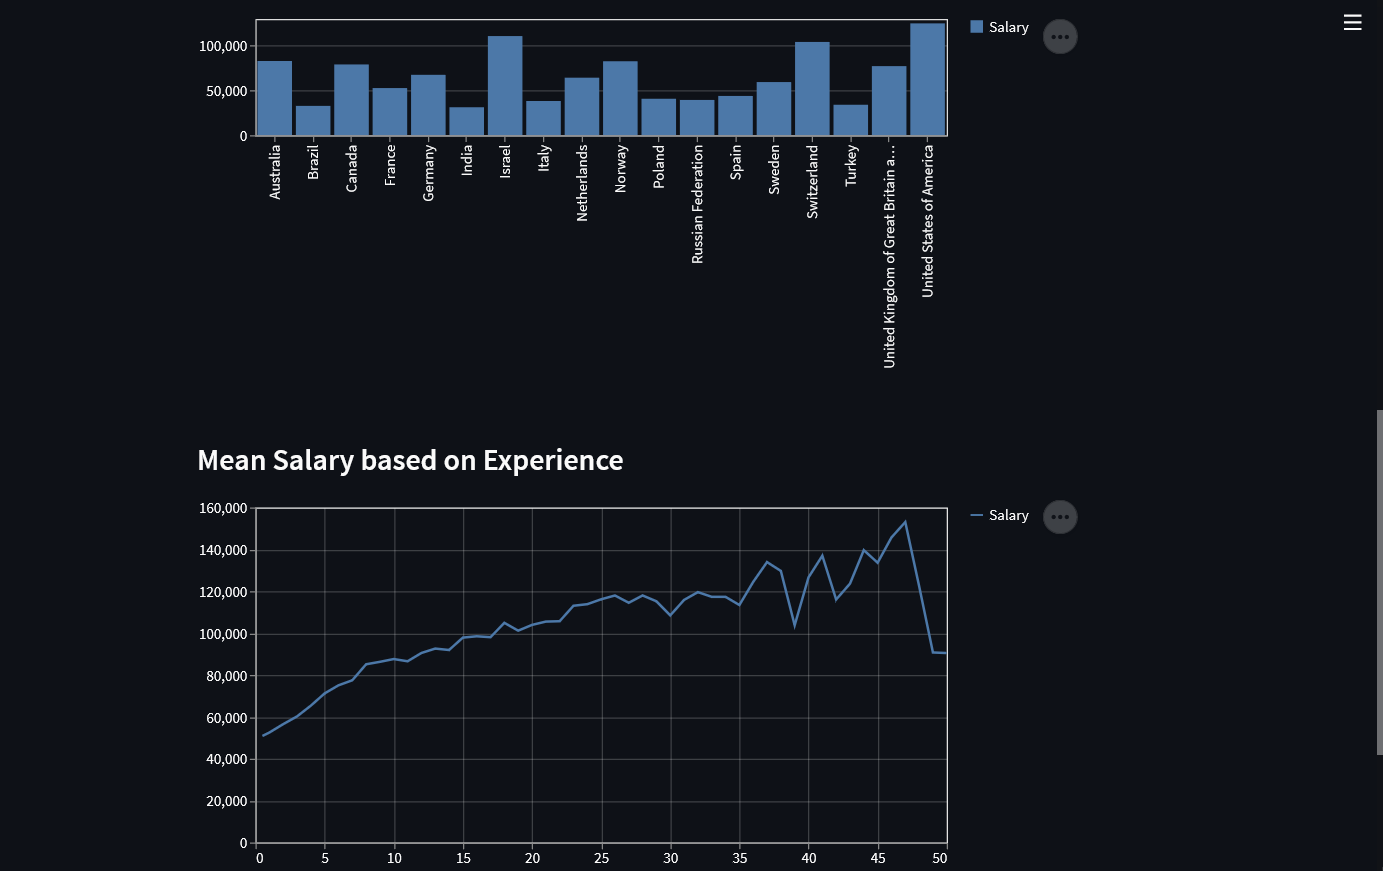 100,000
50,000
0
Salary
Australia
Brazil
Canada
France
Germany
India
Israel
Italy
Netherlands
Norway
Poland
Russian Federation
Spain
Sweden
Switzerland
Turkey
United Kingdom of Great Britain a…
United States of America
Mean Salary based on Experience
160,000
140,000
120,000
100,000
80,000
60,000
40,000
20,000
0
Salary
0 5 10 15 20 25 30 35 40 45 50